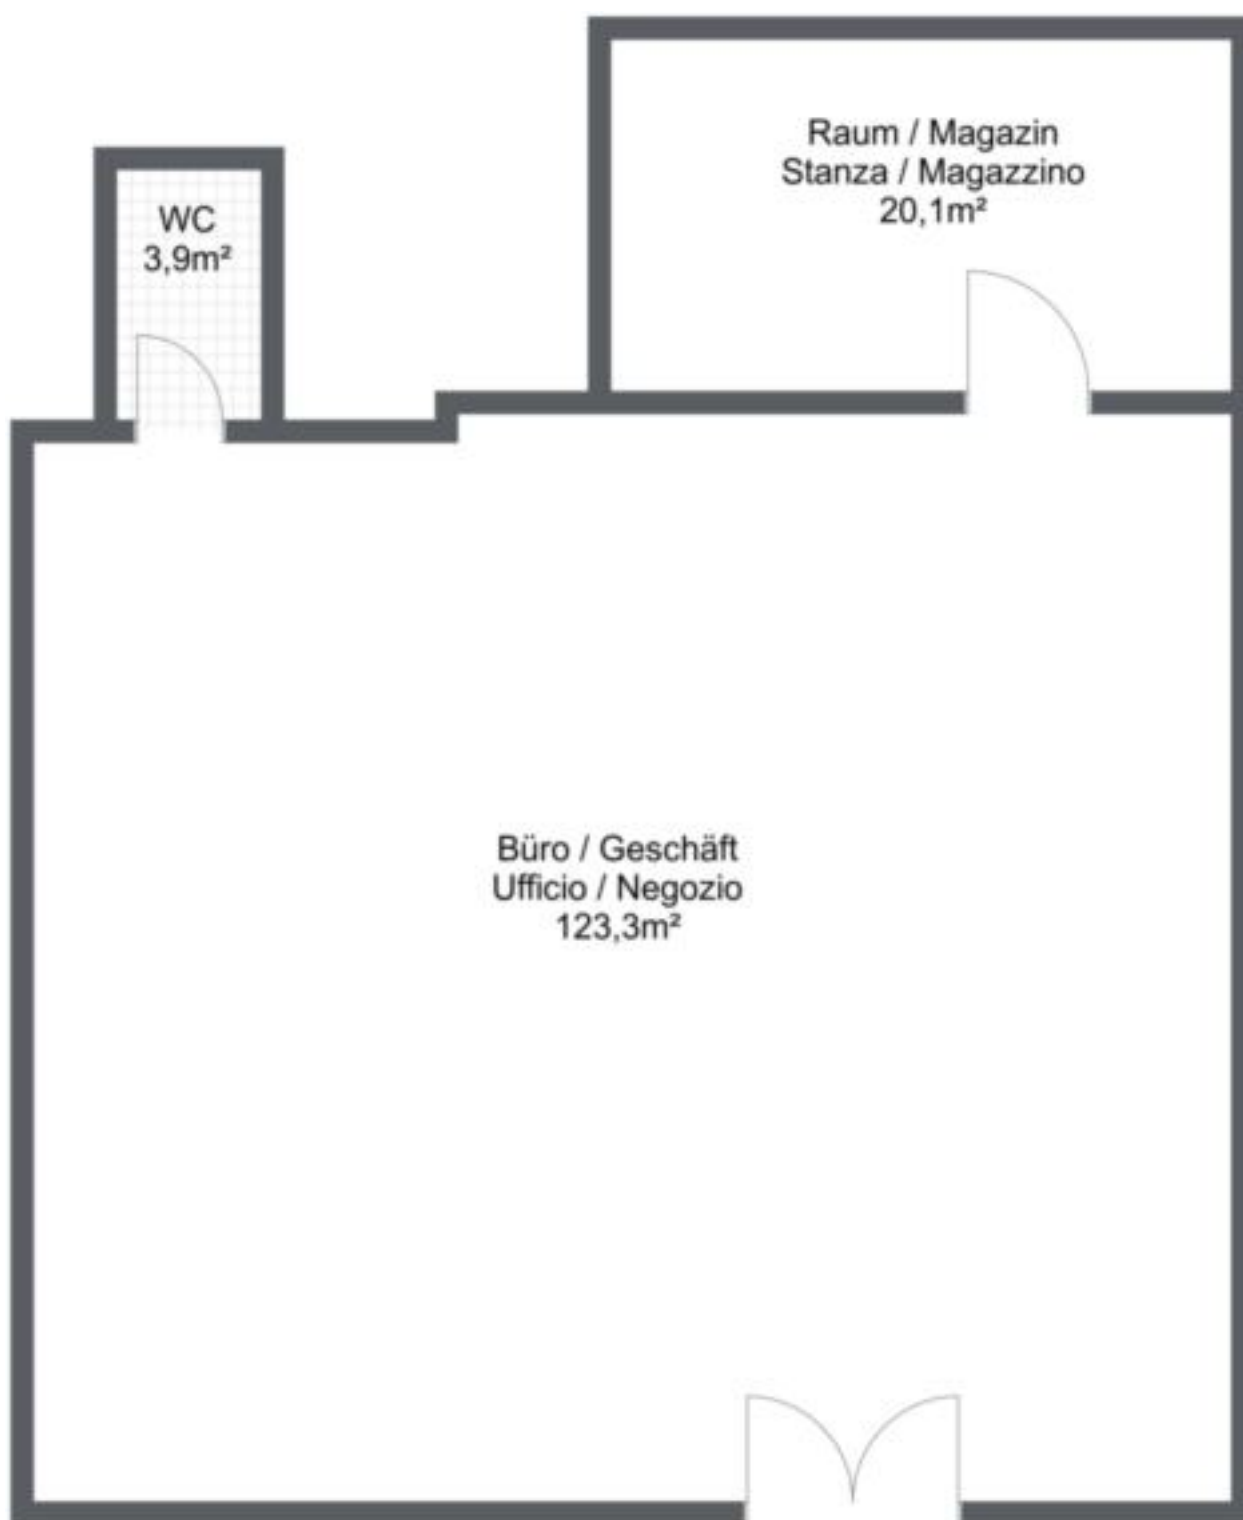 Raum / Magazin
Stanza / Magazzino
20,1m²
WC
3,9m²
Büro / Geschäft
Ufficio / Negozio
123,3m²